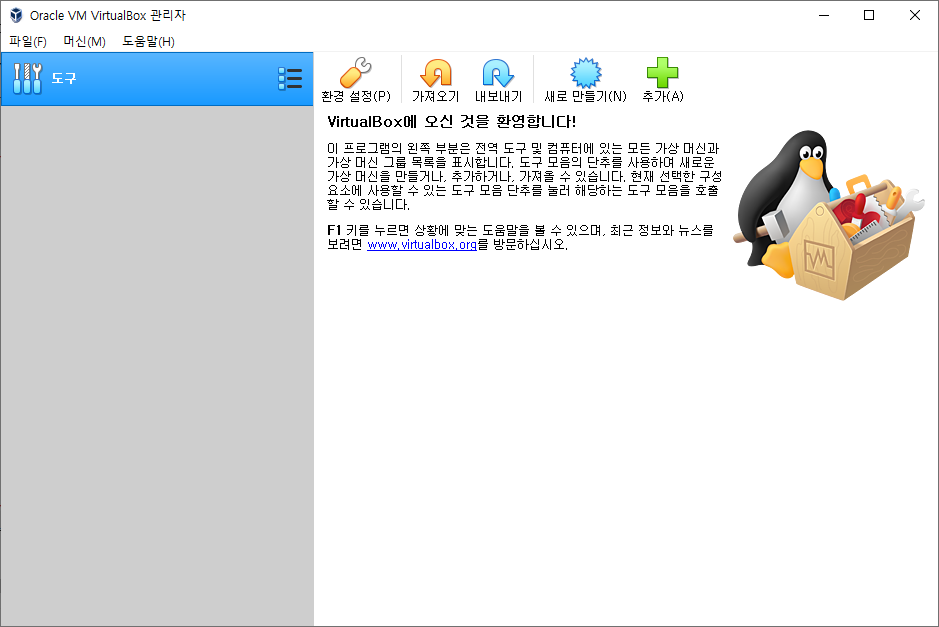 Oracle VM VirtualBox 관리자
파일(F) 머신(M) 도움말(H)
도구
환경 설정(P) 가져오기 내보내기 새로 만들기(N) 추가(A)
VirtualBox에 오신 것을 환영합니다!
이 프로그램의 왼쪽 부분은 전역 도구 및 컴퓨터에 있는 모든 가상 머신과
가상 머신 그룹 목록을 표시합니다. 도구 모음의 단추를 사용하여 새로운
가상 머신을 만들거나, 추가하거나, 가져올 수 있습니다. 현재 선택한 구성
요소에 사용할 수 있는 도구 모음 단추를 눌러 해당하는 도구 모음을 호출
할 수 있습니다.
F1 키를 누르면 상황에 맞는 도움말을 볼 수 있으며, 최근 정보와 뉴스를
보려면 www.virtualbox.org를 방문하십시오.